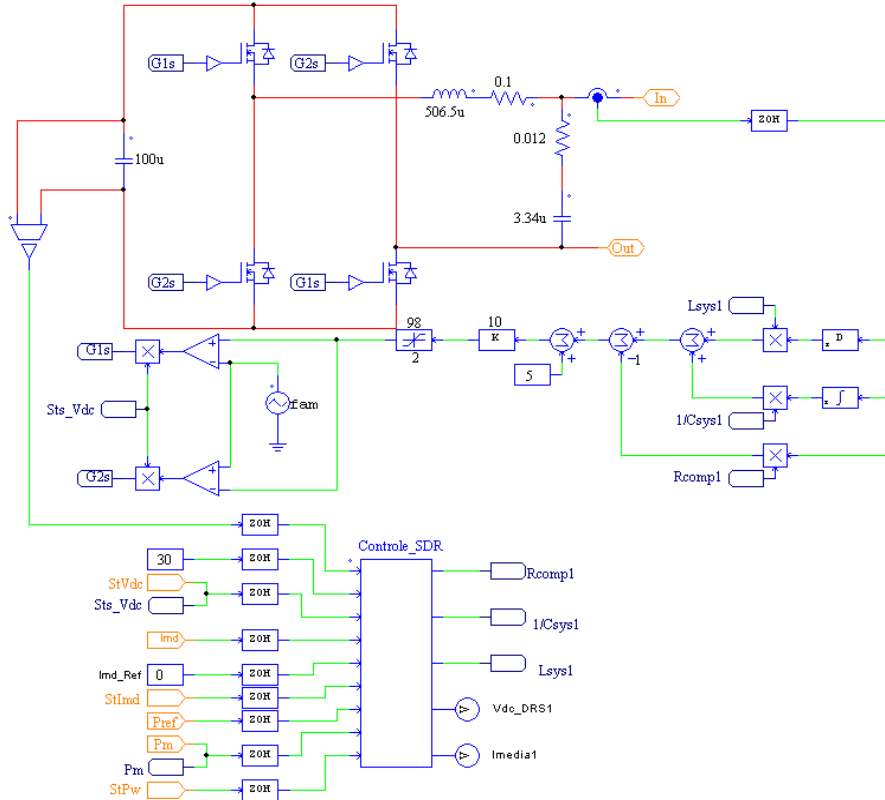 G1s
G2s
0.1
506.5u
In
ZOH
0.012
100u
3.34u
G2s
G1s
Out
Lsys1
98
10
K
2
D
z
+
+
+
-1
+
+
+
5
G1s
+
-
fam
Sts_Vdc
1/Csys1
∫
z
Rcomp1
G2s
+
-
ZOH
Controle_SDR
30
ZOH
Rcomp1
StVdc
ZOH
Sts_Vdc
1/Csys1
Imd
ZOH
Imd_Ref
0
ZOH
Lsys1
StImd
ZOH
Pref
ZOH
Vdc_DRS1
Pm
ZOH
Imedia1
Pm
StPw
ZOH